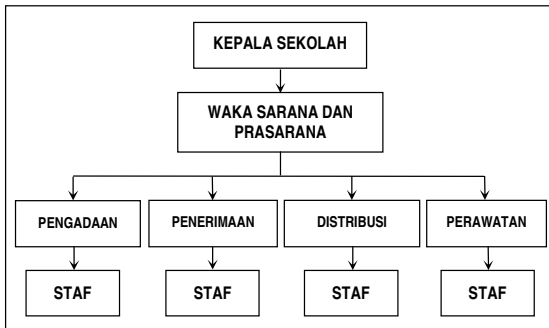 KEPALA SEKOLAH
WAKA SARANA DAN
PRASARANA
PENGADAAN
PENERIMAAN
DISTRIBUSI
PERAWATAN
STAF
STAF
STAF
STAF